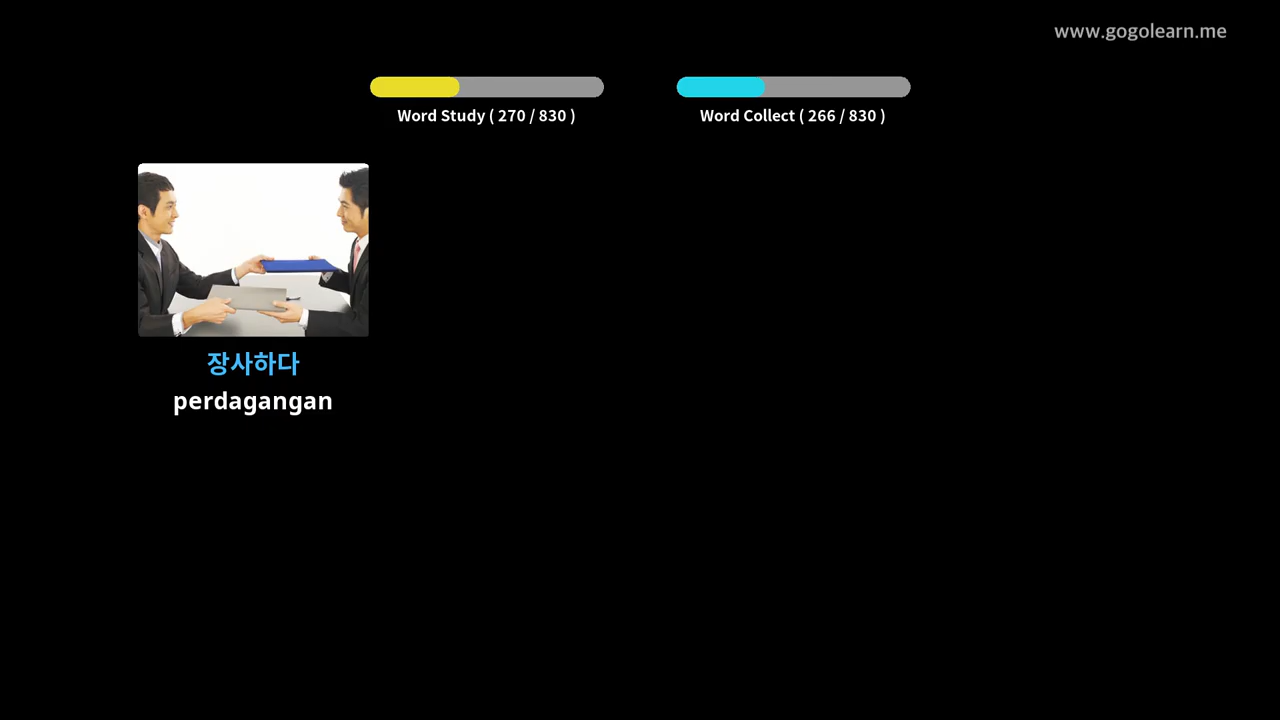 www.gogolearn.me
Word Study ( 270 / 830 )
Word Collect ( 266 / 830 )
장사하다
perdagangan